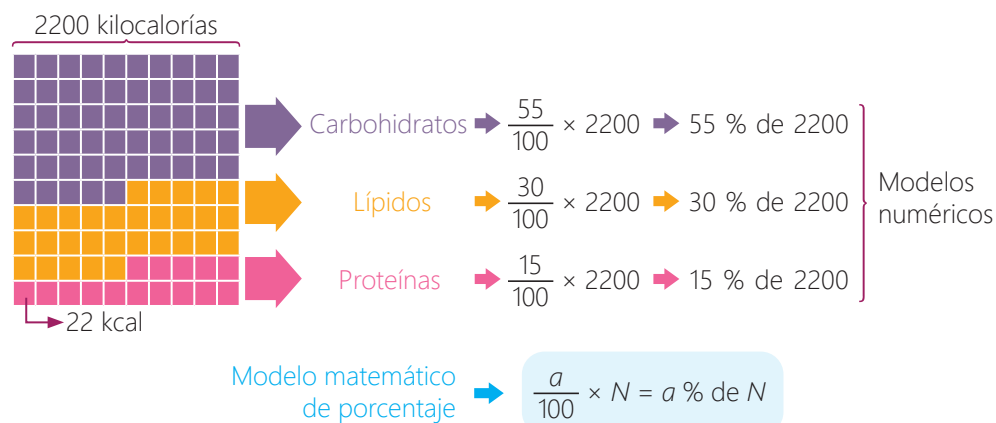 2200 kilocalorías
Carbohidratos 55/100 × 2200 55 % de 2200
Lípidos 30/100 × 2200 30 % de 2200
Proteínas 15/100 × 2200 15 % de 2200
Modelos
numéricos
22 kcal
Modelo matemático
de porcentaje
a/100 × N = a % de N